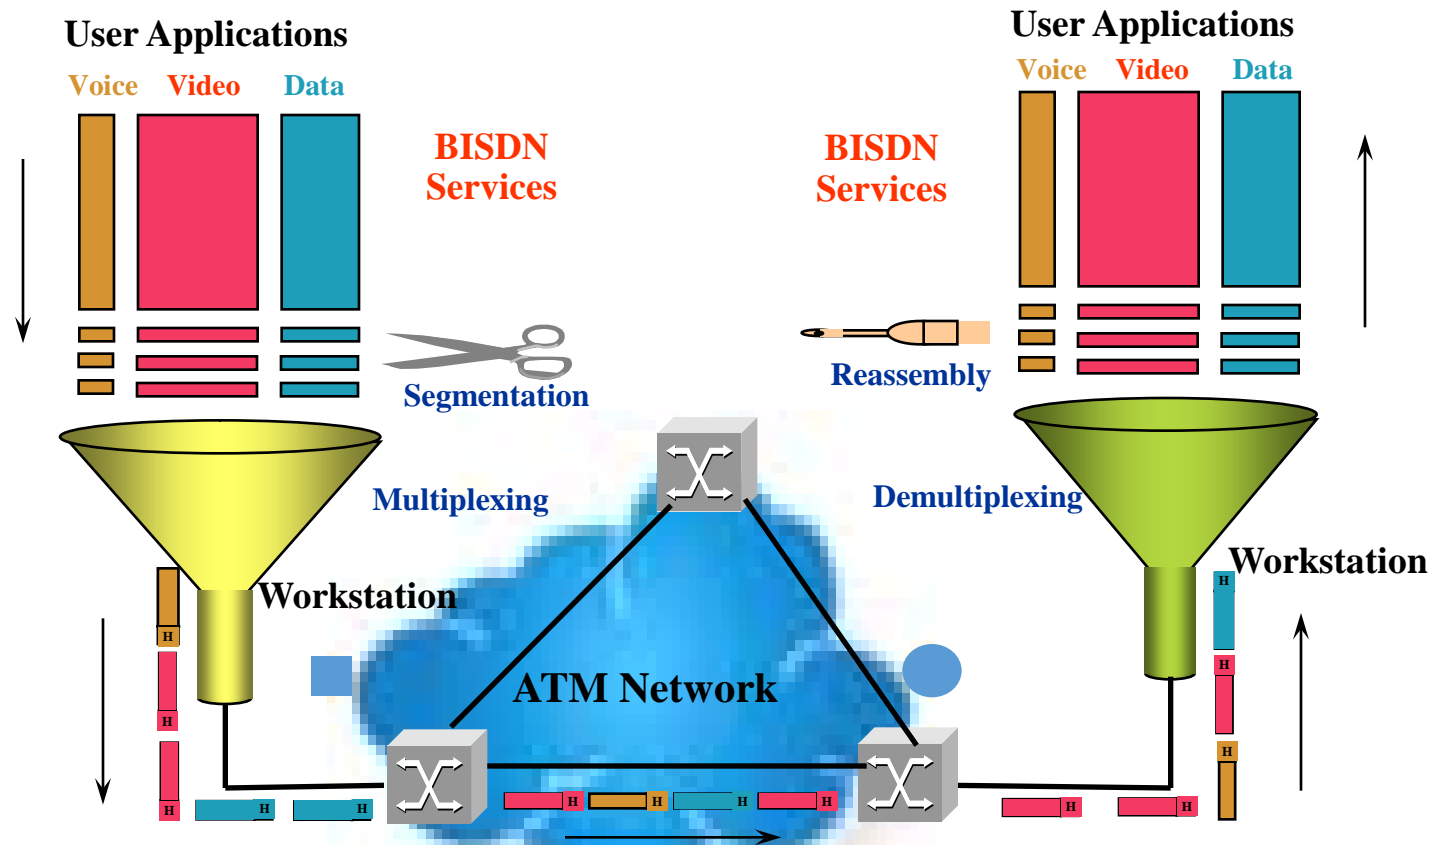 User Applications
Voice Video Data
BISDN
Services
Segmentation
Multiplexing
Workstation
H
H
H
H
H
ATM Network
H
H
H
H
User Applications
Voice Video Data
BISDN
Services
Reassembly
Demultiplexing
Workstation
H
H
H
H
H